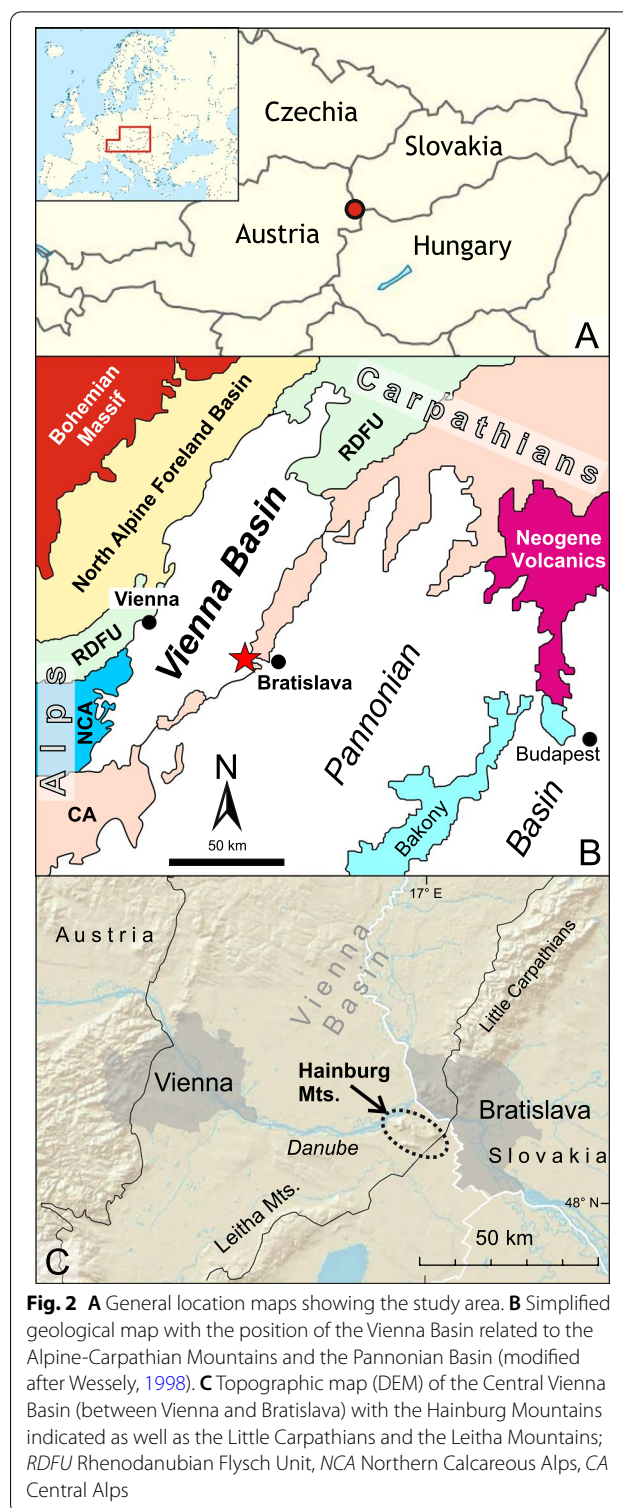 Czechia
Slovakia
Austria
Hungary
A
Bohemian
Massif
North Alpine Foreland Basin
RDFU
Carpathians
Vienna Basin
Neogene
Volcanics
Vienna
RDFU
Bratislava
Alps
NCA
Pannonian
Basin
Budapest
CA
N
50 km
Bakony
B
17° E
Austria
Vienna
Basin
Little Carpathians
Vienna
Hainburg
Mts.
Bratislava
Danube
Slovakia
Leitha Mts.
48° N
50 km
C
Fig. 2 A General location maps showing the study area. B Simplified
geological map with the position of the Vienna Basin related to the
Alpine-Carpathian Mountains and the Pannonian Basin (modified
after Wessely, 1998). C Topographic map (DEM) of the Central Vienna
Basin (between Vienna and Bratislava) with the Hainburg Mountains
indicated as well as the Little Carpathians and the Leitha Mountains;
RDFU Rhenodanubian Flysch Unit, NCA Northern Calcareous Alps, CA
Central Alps